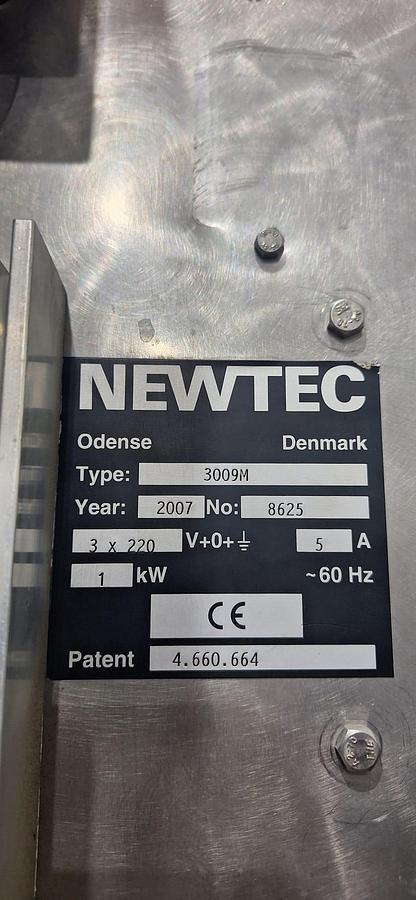 NEWTEC
Odense Denmark
Type: 3009M
Year: 2007 No: 8625
3 x 220 V+0+⏚ 5 A
1 kW ~60 Hz
CE
Patent 4.660.664